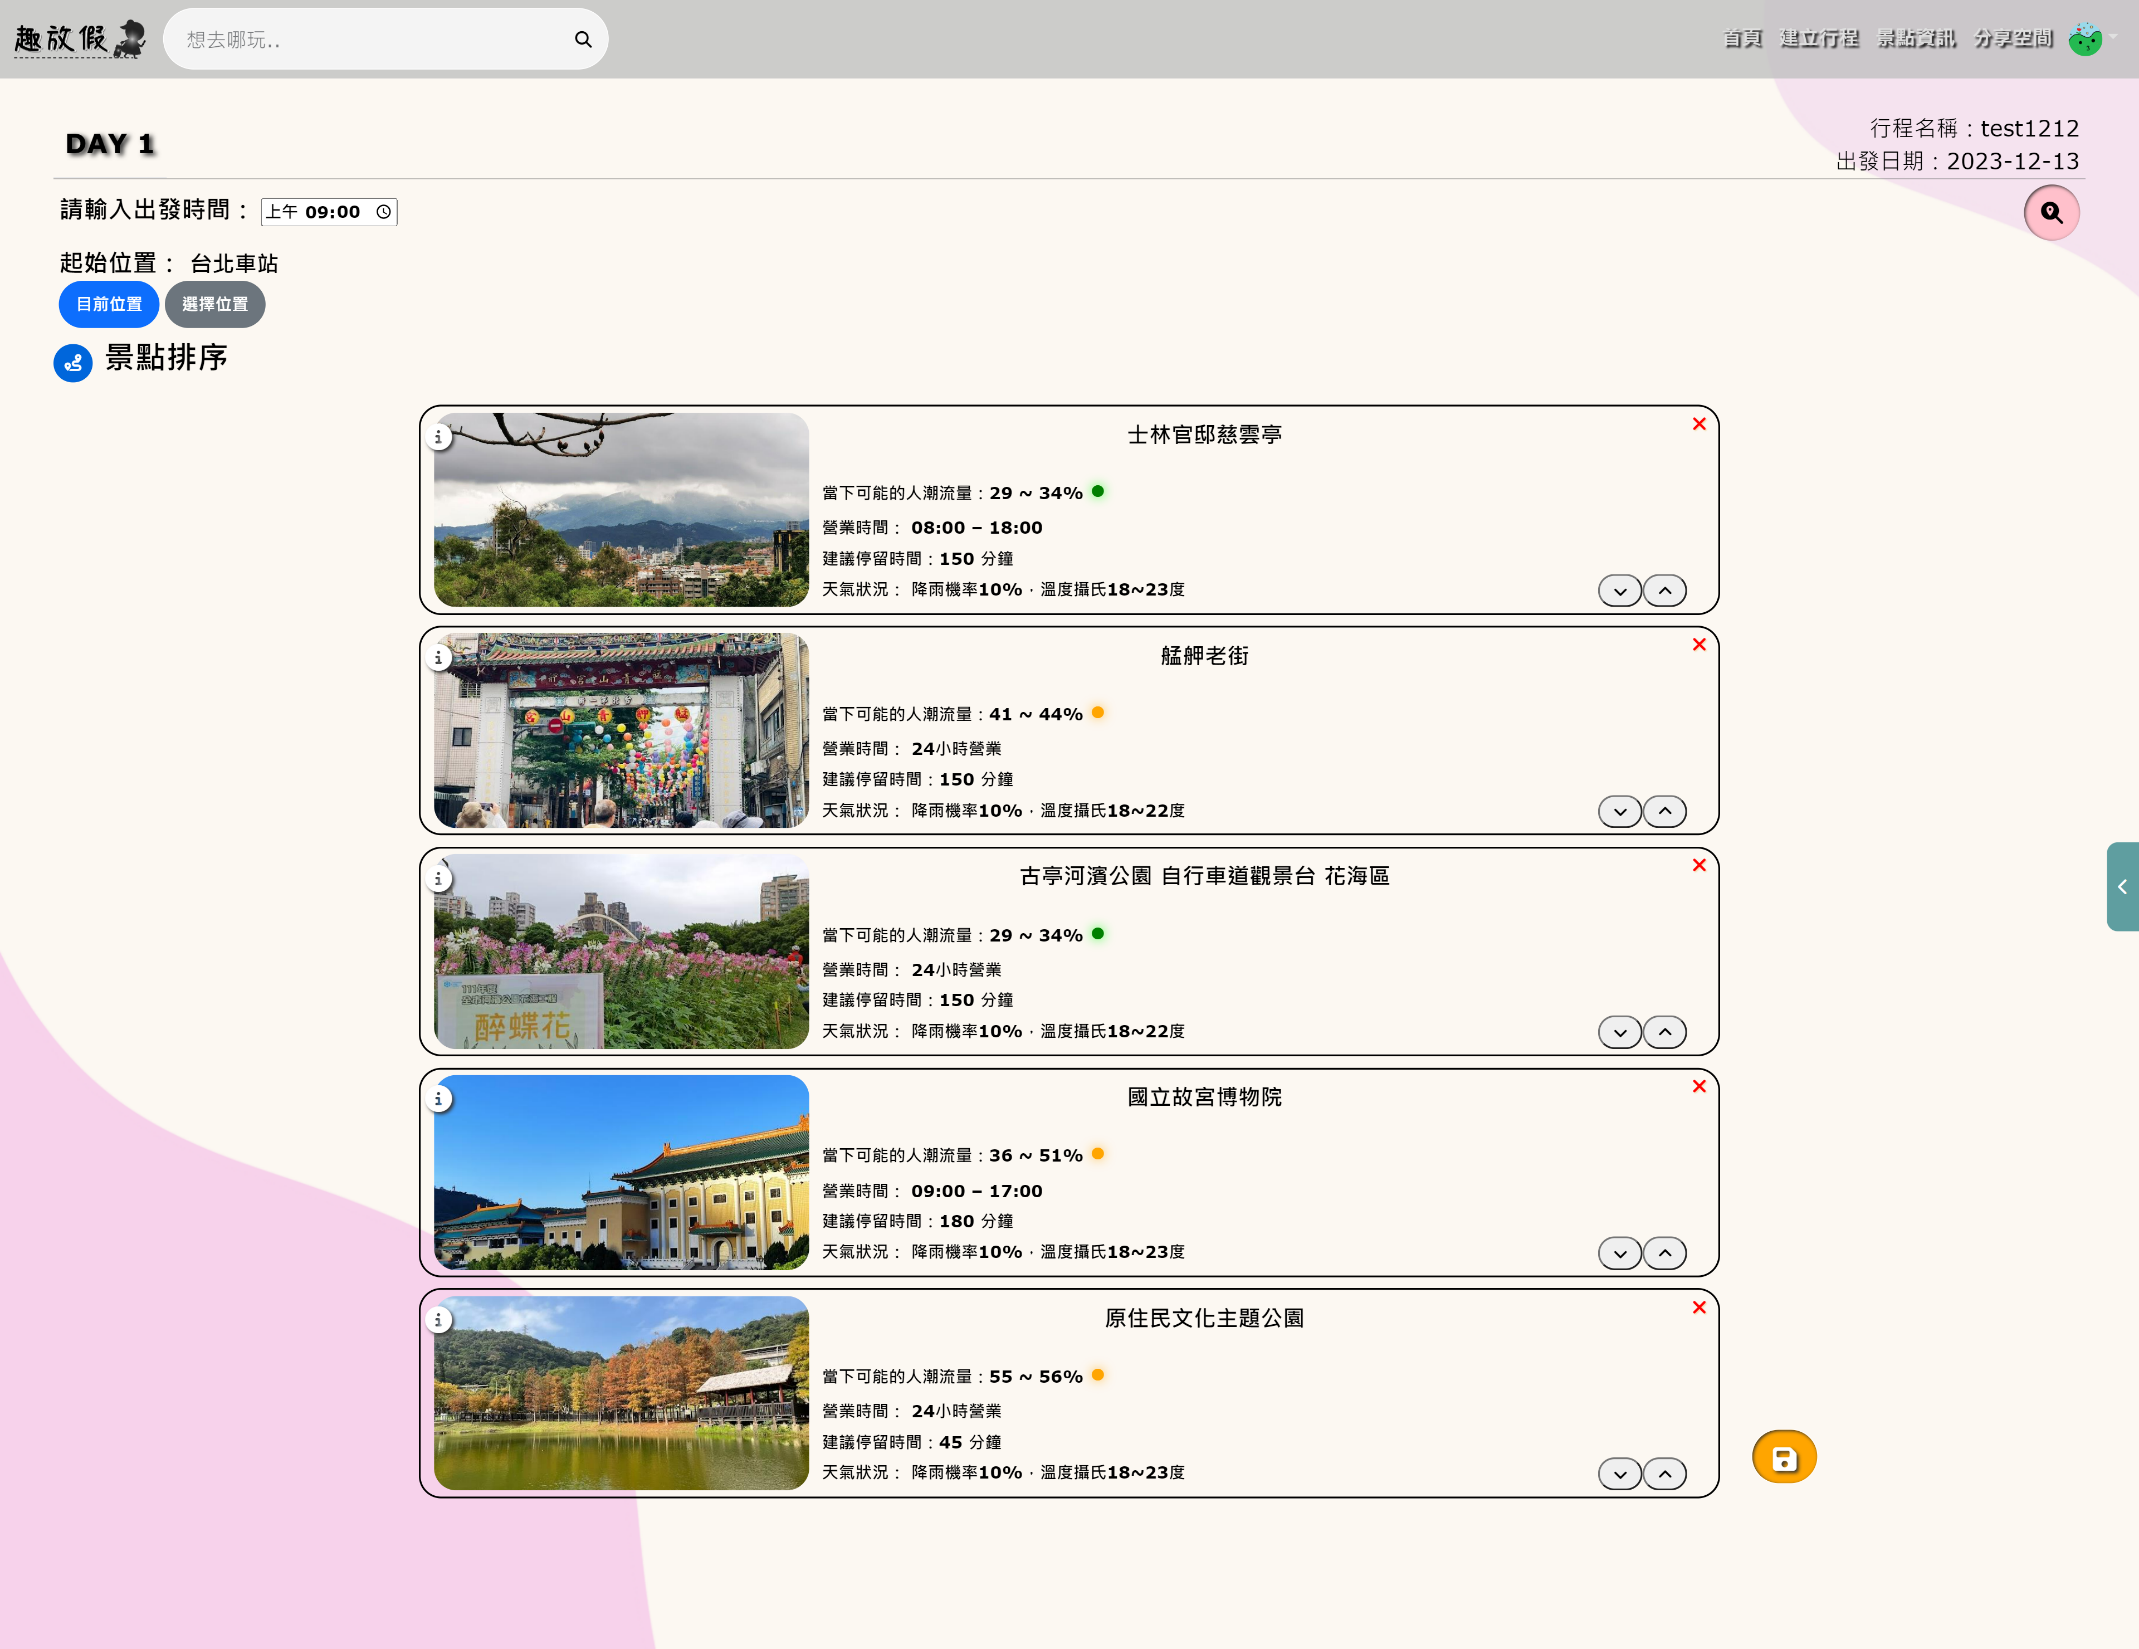 趣放假
想去哪玩..
首頁 建立行程 景點資訊 分享空間
DAY 1
行程名稱：test1212
出發日期：2023-12-13
請輸入出發時間： 上午 09:00
起始位置： 台北車站
目前位置 選擇位置
景點排序
士林官邸慈雲亭
當下可能的人潮流量：29 ~ 34%
營業時間： 08:00 – 18:00
建議停留時間：150 分鐘
天氣狀況： 降雨機率10%，溫度攝氏18~23度
艋舺老街
當下可能的人潮流量：41 ~ 44%
營業時間： 24小時營業
建議停留時間：150 分鐘
天氣狀況： 降雨機率10%，溫度攝氏18~22度
艋舺青山宮
古亭河濱公園 自行車道觀景台 花海區
當下可能的人潮流量：29 ~ 34%
營業時間： 24小時營業
建議停留時間：150 分鐘
天氣狀況： 降雨機率10%，溫度攝氏18~22度
111年度
醉蝶花
國立故宮博物院
當下可能的人潮流量：36 ~ 51%
營業時間： 09:00 – 17:00
建議停留時間：180 分鐘
天氣狀況： 降雨機率10%，溫度攝氏18~23度
原住民文化主題公園
當下可能的人潮流量：55 ~ 56%
營業時間： 24小時營業
建議停留時間：45 分鐘
天氣狀況： 降雨機率10%，溫度攝氏18~23度